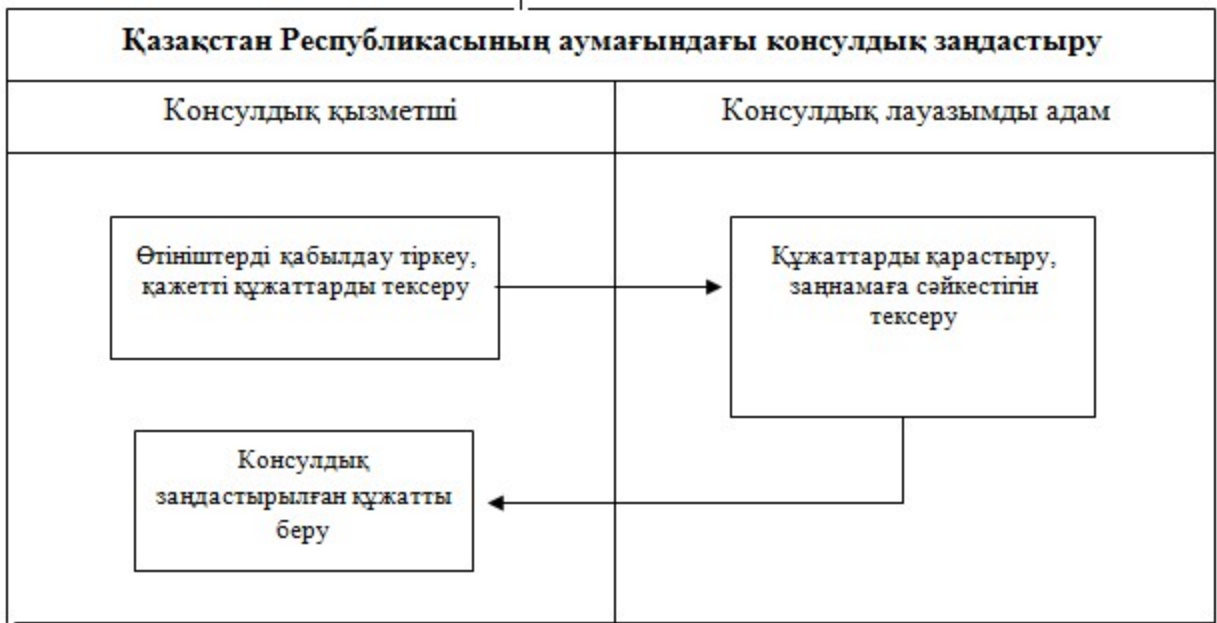 Қазақстан Республикасының аумағындағы консулдық заңдастыру
Консулдық қызметші
Консулдық лауазымды адам
Өтініштерді қабылдау тіркеу,
қажетті құжаттарды тексеру
Құжаттарды қарастыру,
заңнамаға сәйкестігін
тексеру
Консулдық
заңдастырылған құжатты
беру